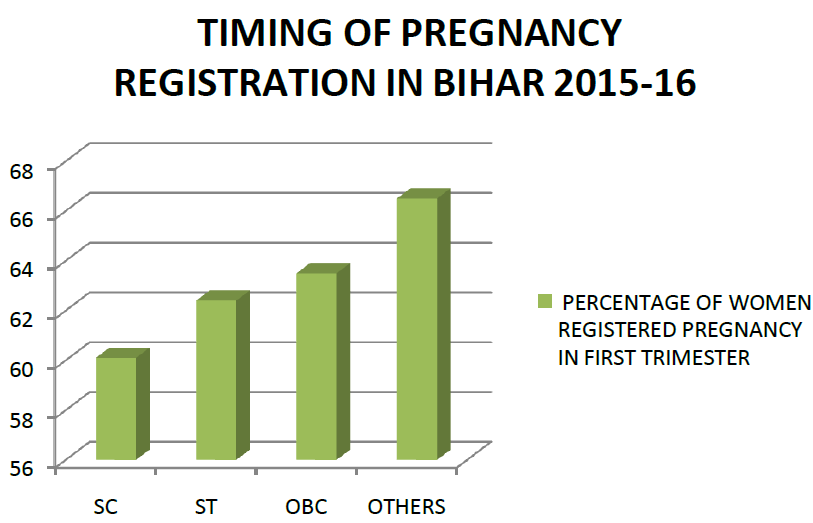 TIMING OF PREGNANCY
REGISTRATION IN BIHAR 2015-16
68
66
64
62
60
58
56
SC ST OBC OTHERS
PERCENTAGE OF WOMEN
REGISTERED PREGNANCY
IN FIRST TRIMESTER